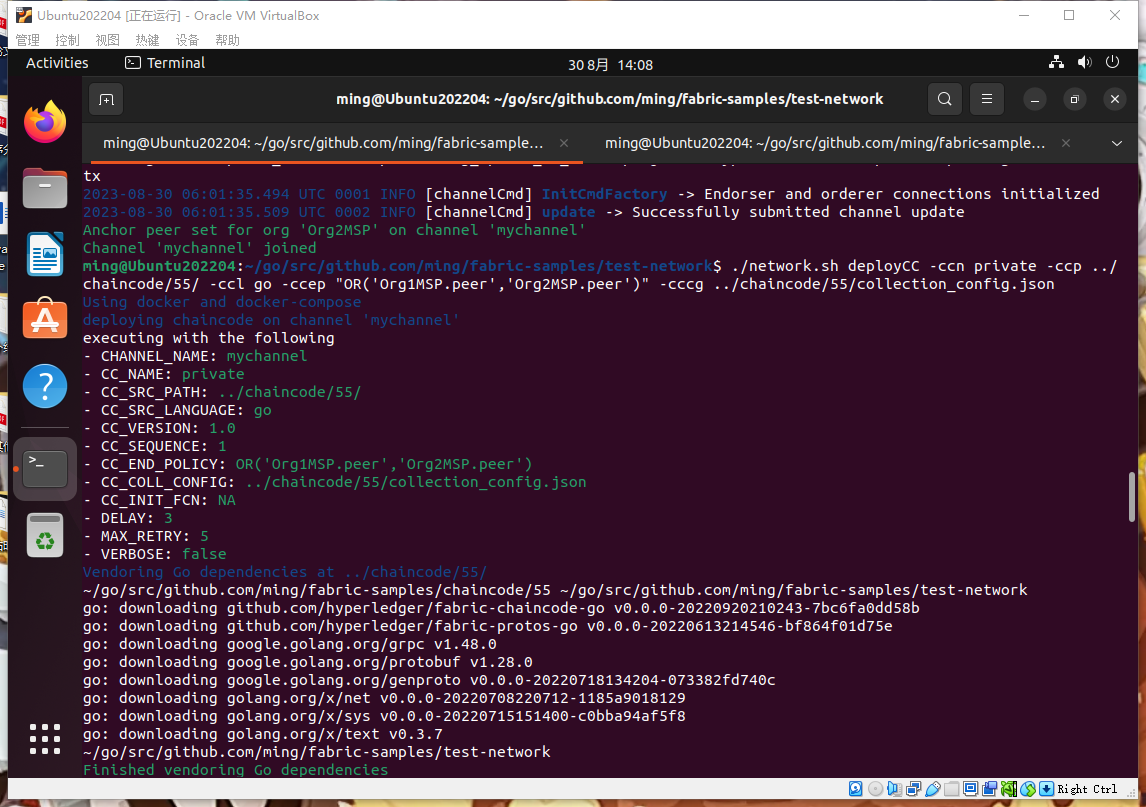 Ubuntu202204 [正在运行] - Oracle VM VirtualBox
管理 控制 视图 热键 设备 帮助
Activities Terminal 30 8月 14:08
ming@Ubuntu202204: ~/go/src/github.com/ming/fabric-samples/test-network
ming@Ubuntu202204: ~/go/src/github.com/ming/fabric-sample... ming@Ubuntu202204: ~/go/src/github.com/ming/fabric-sample...
tx
2023-08-30 06:01:35.494 UTC 0001 INFO [channelCmd] InitCmdFactory -> Endorser and orderer connections initialized
2023-08-30 06:01:35.509 UTC 0002 INFO [channelCmd] update -> Successfully submitted channel update
Anchor peer set for org 'Org2MSP' on channel 'mychannel'
Channel 'mychannel' joined
ming@Ubuntu202204:~/go/src/github.com/ming/fabric-samples/test-network$ ./network.sh deployCC -ccn private -ccp ../
chaincode/55/ -ccl go -ccep "OR('Org1MSP.peer','Org2MSP.peer')" -cccg ../chaincode/55/collection_config.json
Using docker and docker-compose
deploying chaincode on channel 'mychannel'
executing with the following
- CHANNEL_NAME: mychannel
- CC_NAME: private
- CC_SRC_PATH: ../chaincode/55/
- CC_SRC_LANGUAGE: go
- CC_VERSION: 1.0
- CC_SEQUENCE: 1
- CC_END_POLICY: OR('Org1MSP.peer','Org2MSP.peer')
- CC_COLL_CONFIG: ../chaincode/55/collection_config.json
- CC_INIT_FCN: NA
- DELAY: 3
- MAX_RETRY: 5
- VERBOSE: false
Vendoring Go dependencies at ../chaincode/55/
~/go/src/github.com/ming/fabric-samples/chaincode/55 ~/go/src/github.com/ming/fabric-samples/test-network
go: downloading github.com/hyperledger/fabric-chaincode-go v0.0.0-20220920210243-7bc6fa0dd58b
go: downloading github.com/hyperledger/fabric-protos-go v0.0.0-20220613214546-bf864f01d75e
go: downloading google.golang.org/grpc v1.48.0
go: downloading google.golang.org/protobuf v1.28.0
go: downloading google.golang.org/genproto v0.0.0-20220718134204-073382fd740c
go: downloading golang.org/x/net v0.0.0-20220708220712-1185a9018129
go: downloading golang.org/x/sys v0.0.0-20220715151400-c0bba94af5f8
go: downloading golang.org/x/text v0.3.7
~/go/src/github.com/ming/fabric-samples/test-network
Finished vendoring Go dependencies
Right Ctrl